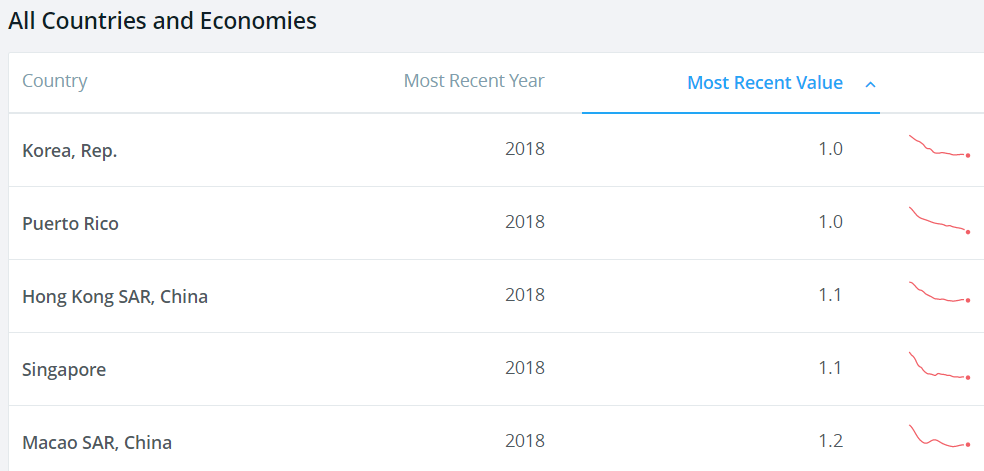 All Countries and Economies
Country Most Recent Year Most Recent Value
Korea, Rep. 2018 1.0
Puerto Rico 2018 1.0
Hong Kong SAR, China 2018 1.1
Singapore 2018 1.1
Macao SAR, China 2018 1.2